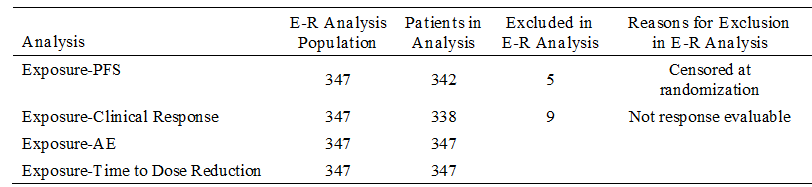 E-R Analysis Patients in Excluded in Reasons for Exclusion
Analysis Population Analysis E-R Analysis in E-R Analysis
Exposure-PFS 347 342 5 Censored at
randomization
Exposure-Clinical Response 347 338 9 Not response evaluable
Exposure-AE 347 347
Exposure-Time to Dose Reduction 347 347